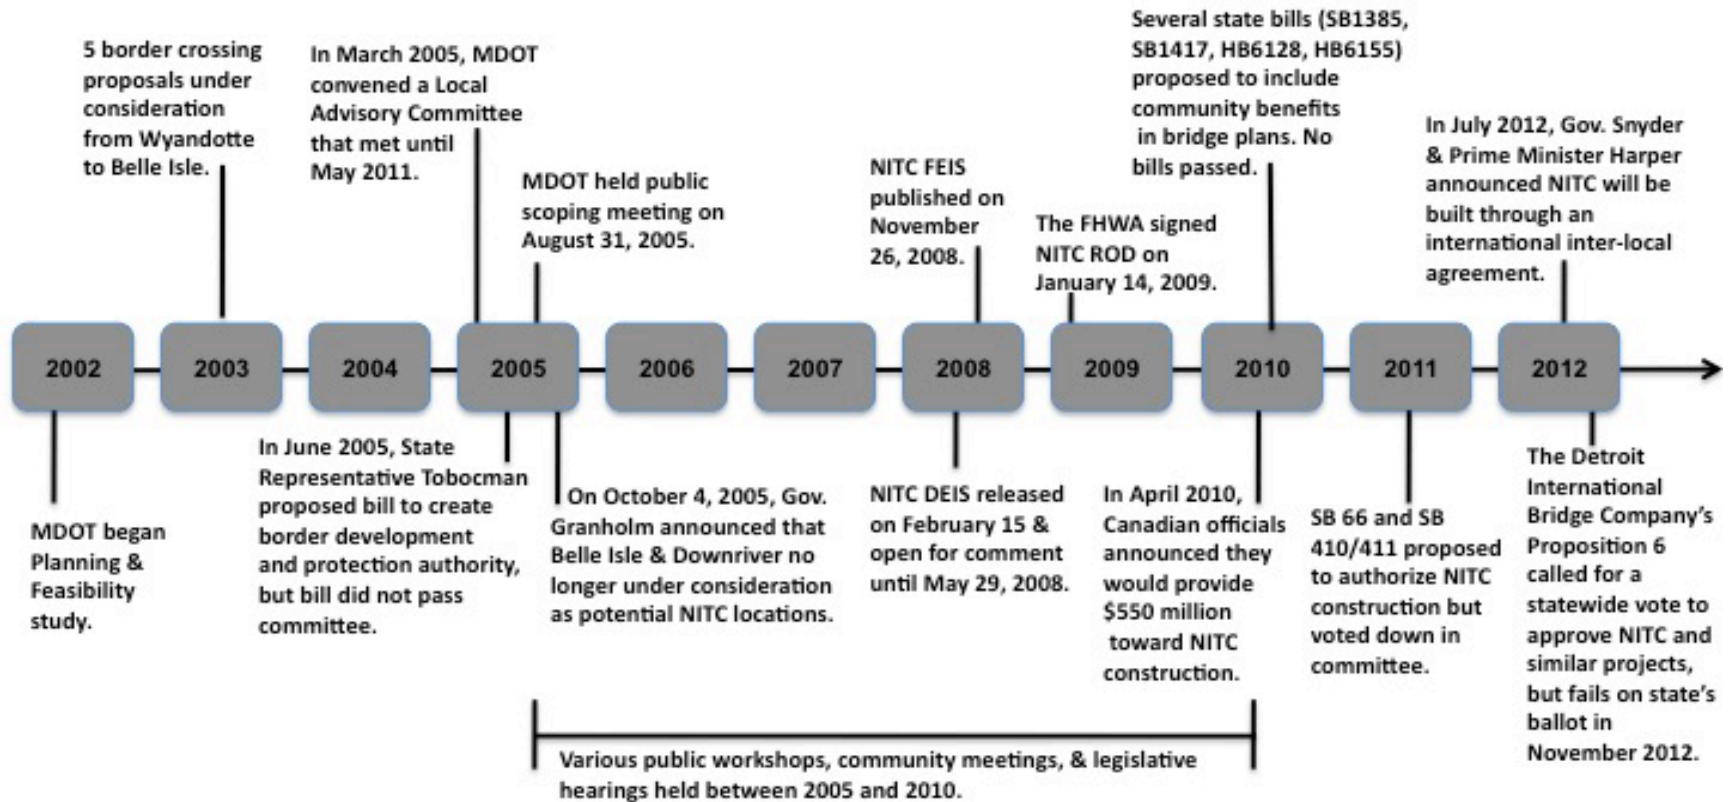 5 border crossing
proposals under
consideration
from Wyandotte
to Belle Isle.
In March 2005, MDOT
convened a Local
Advisory Committee
that met until
May 2011.
MDOT held public
scoping meeting on
August 31, 2005.
NITC FEIS
published on
November
26, 2008.
The FHWA signed
NITC ROD on
January 14, 2009.
Several state bills (SB1385,
SB1417, HB6128, HB6155)
proposed to include
community benefits
in bridge plans. No
bills passed.
In July 2012, Gov. Snyder
& Prime Minister Harper
announced NITC will be
built through an
international inter-local
agreement.
2002
2003
2004
2005
2006
2007
2008
2009
2010
2011
2012
MDOT began
Planning &
Feasibility
study.
In June 2005, State
Representative Tobocman
proposed bill to create
border development
and protection authority,
but bill did not pass
committee.
On October 4, 2005, Gov.
Granholm announced that
Belle Isle & Downriver no
longer under consideration
as potential NITC locations.
NITC DEIS released
on February 15 &
open for comment
until May 29, 2008.
In April 2010,
Canadian officials
announced they
would provide
$550 million
toward NITC
construction.
SB 66 and SB
410/411 proposed
to authorize NITC
construction but
voted down in
committee.
The Detroit
International
Bridge Company's
Proposition 6
called for a
statewide vote to
approve NITC and
similar projects,
but fails on state's
ballot in
November 2012.
Various public workshops, community meetings, & legislative
hearings held between 2005 and 2010.